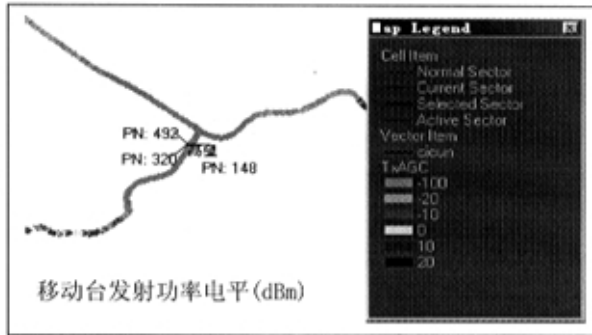 PN: 492
PN: 320
PN: 148
移动台发射功率电平(dBm)
Map Legend
Cell Item
Normal Sector
Current Sector
Selected Sector
Active Sector
Vector Item
cicun
TxAGC
-100
-20
-10
0
10
20